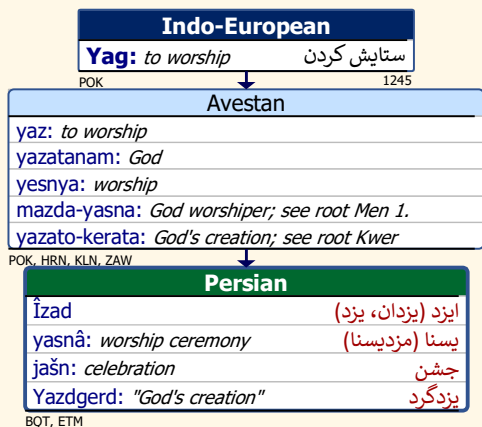 Indo-European
Yag: to worship ستایش کردن
POK 1245
Avestan
yaz: to worship
yazatanam: God
yesnya: worship
mazda-yasna: God worshiper; see root Men 1.
yazato-kerata: God's creation; see root Kwer
POK, HRN, KLN, ZAW
Persian
Îzad ایزد (یزدان، یزد)
yasnâ: worship ceremony یسنا (مزدیسنا)
jašn: celebration جشن
Yazdgerd: "God's creation" یزدگرد
BQT, ETM